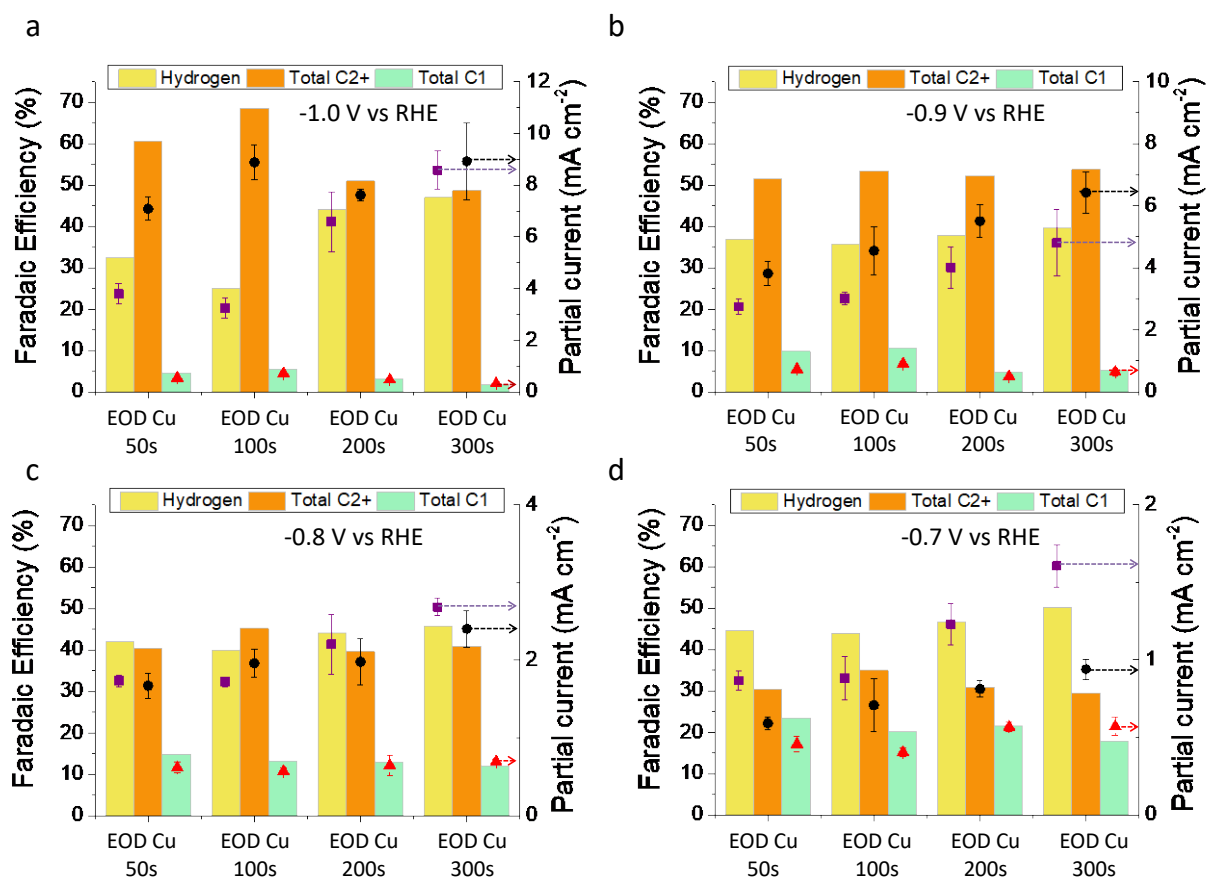 a
Hydrogen Total C2+ Total C1
-1.0 V vs RHE
Faradaic Efficiency (%)
70
60
50
40
30
20
10
0
12
10
8
6
4
2
0
Partial current (mA cm-2)
EOD Cu 50s
EOD Cu 100s
EOD Cu 200s
EOD Cu 300s
b
Hydrogen Total C2+ Total C1
-0.9 V vs RHE
Faradaic Efficiency (%)
70
60
50
40
30
20
10
0
10
8
6
4
2
0
Partial current (mA cm-2)
EOD Cu 50s
EOD Cu 100s
EOD Cu 200s
EOD Cu 300s
c
Hydrogen Total C2+ Total C1
-0.8 V vs RHE
Faradaic Efficiency (%)
70
60
50
40
30
20
10
0
4
2
0
Partial current (mA cm-2)
EOD Cu 50s
EOD Cu 100s
EOD Cu 200s
EOD Cu 300s
d
Hydrogen Total C2+ Total C1
-0.7 V vs RHE
Faradaic Efficiency (%)
70
60
50
40
30
20
10
0
2
1
0
Partial current (mA cm-2)
EOD Cu 50s
EOD Cu 100s
EOD Cu 200s
EOD Cu 300s